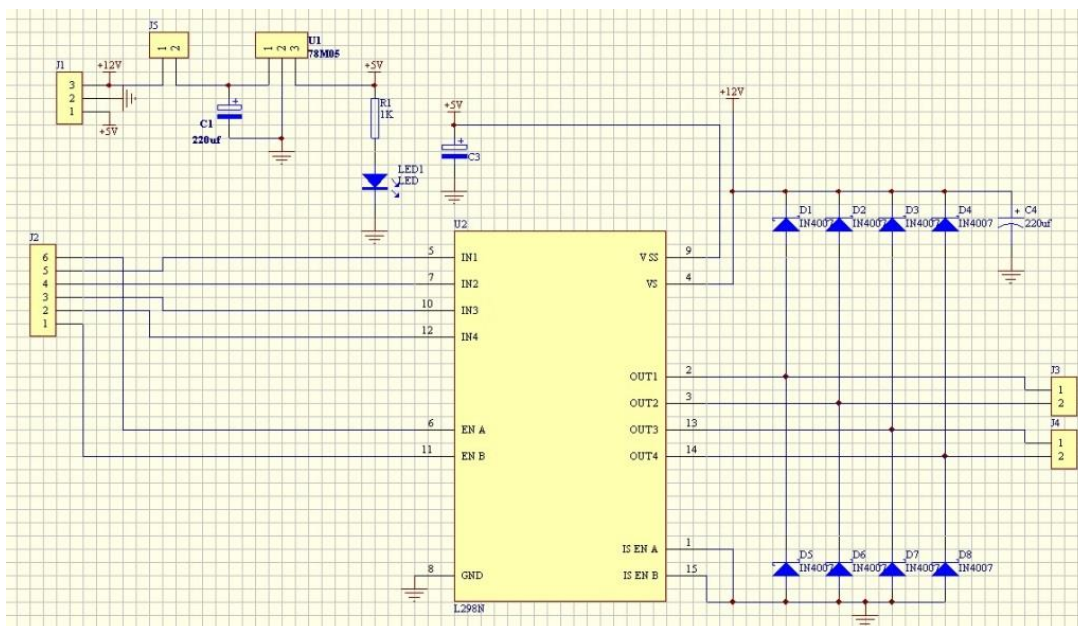 J5
1 2
U1
78M05
1 2 3
J1
+12V
3
2
1
+5V
C1
220uf
+
+5V
R1
1K
LED1
LED
+5V
+
C3
+12V
D1
IN4007
D2
IN4007
D3
IN4007
D4
IN4007
+
C4
220uf
J2
6
5
4
3
2
1
U2
5 IN1
7 IN2
10 IN3
12 IN4
6 EN A
11 EN B
8 GND
L298N
VSS 9
VS 4
OUT1 2
OUT2 3
OUT3 13
OUT4 14
IS EN A 1
IS EN B 15
J3
1
2
J4
1
2
D5
IN4007
D6
IN4007
D7
IN4007
D8
IN4007